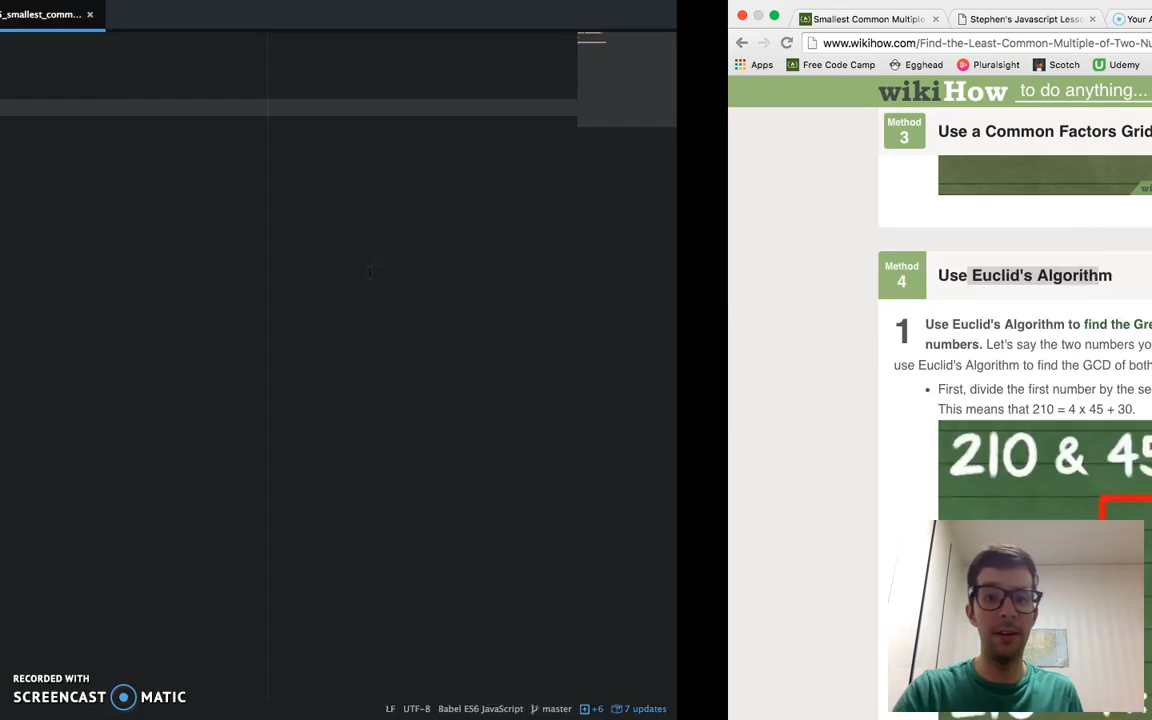 5_smallest_comm...
Smallest Common Multiple
Stephen's Javascript Less
Your A
www.wikihow.com/Find-the-Least-Common-Multiple-of-Two-Nu
Apps
Free Code Camp
Egghead
Pluralsight
Scotch
Udemy
wikiHow to do anything...
Method
3
Use a Common Factors Grid
Method
4
Use Euclid's Algorithm
1
Use Euclid's Algorithm to find the Gre
numbers. Let's say the two numbers yo
use Euclid's Algorithm to find the GCD of both
• First, divide the first number by the se
This means that 210 = 4 x 45 + 30.
210 & 45
RECORDED WITH
SCREENCAST MATIC
LF UTF-8 Babel ES6 JavaScript master +6 7 updates